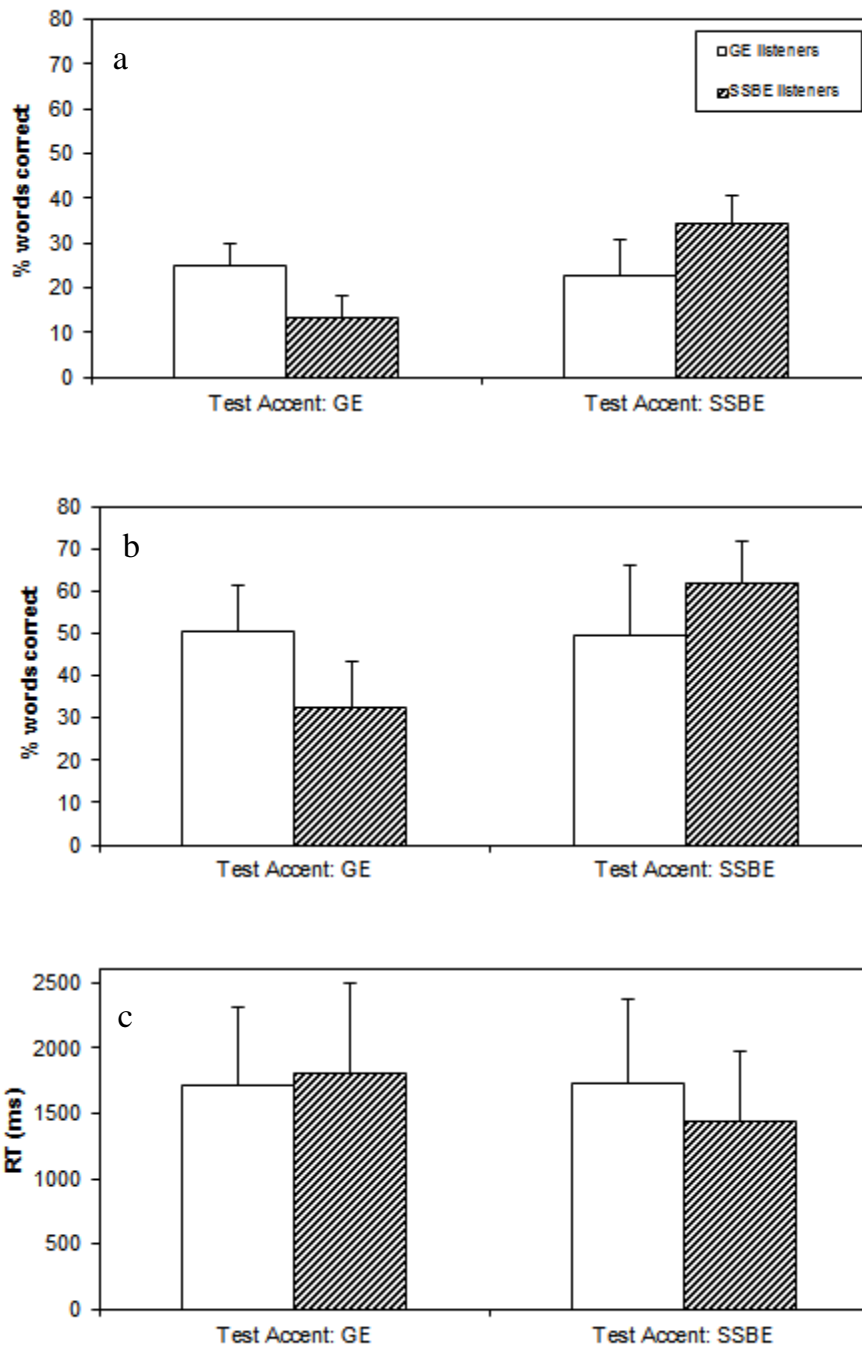 80
70
60
50
40
30
20
10
0
% words correct
a
GE listeners
SSBE listeners
Test Accent: GE
Test Accent: SSBE
80
70
60
50
40
30
20
10
0
% words correct
b
Test Accent: GE
Test Accent: SSBE
2500
2000
1500
1000
500
0
RT (ms)
c
Test Accent: GE
Test Accent: SSBE